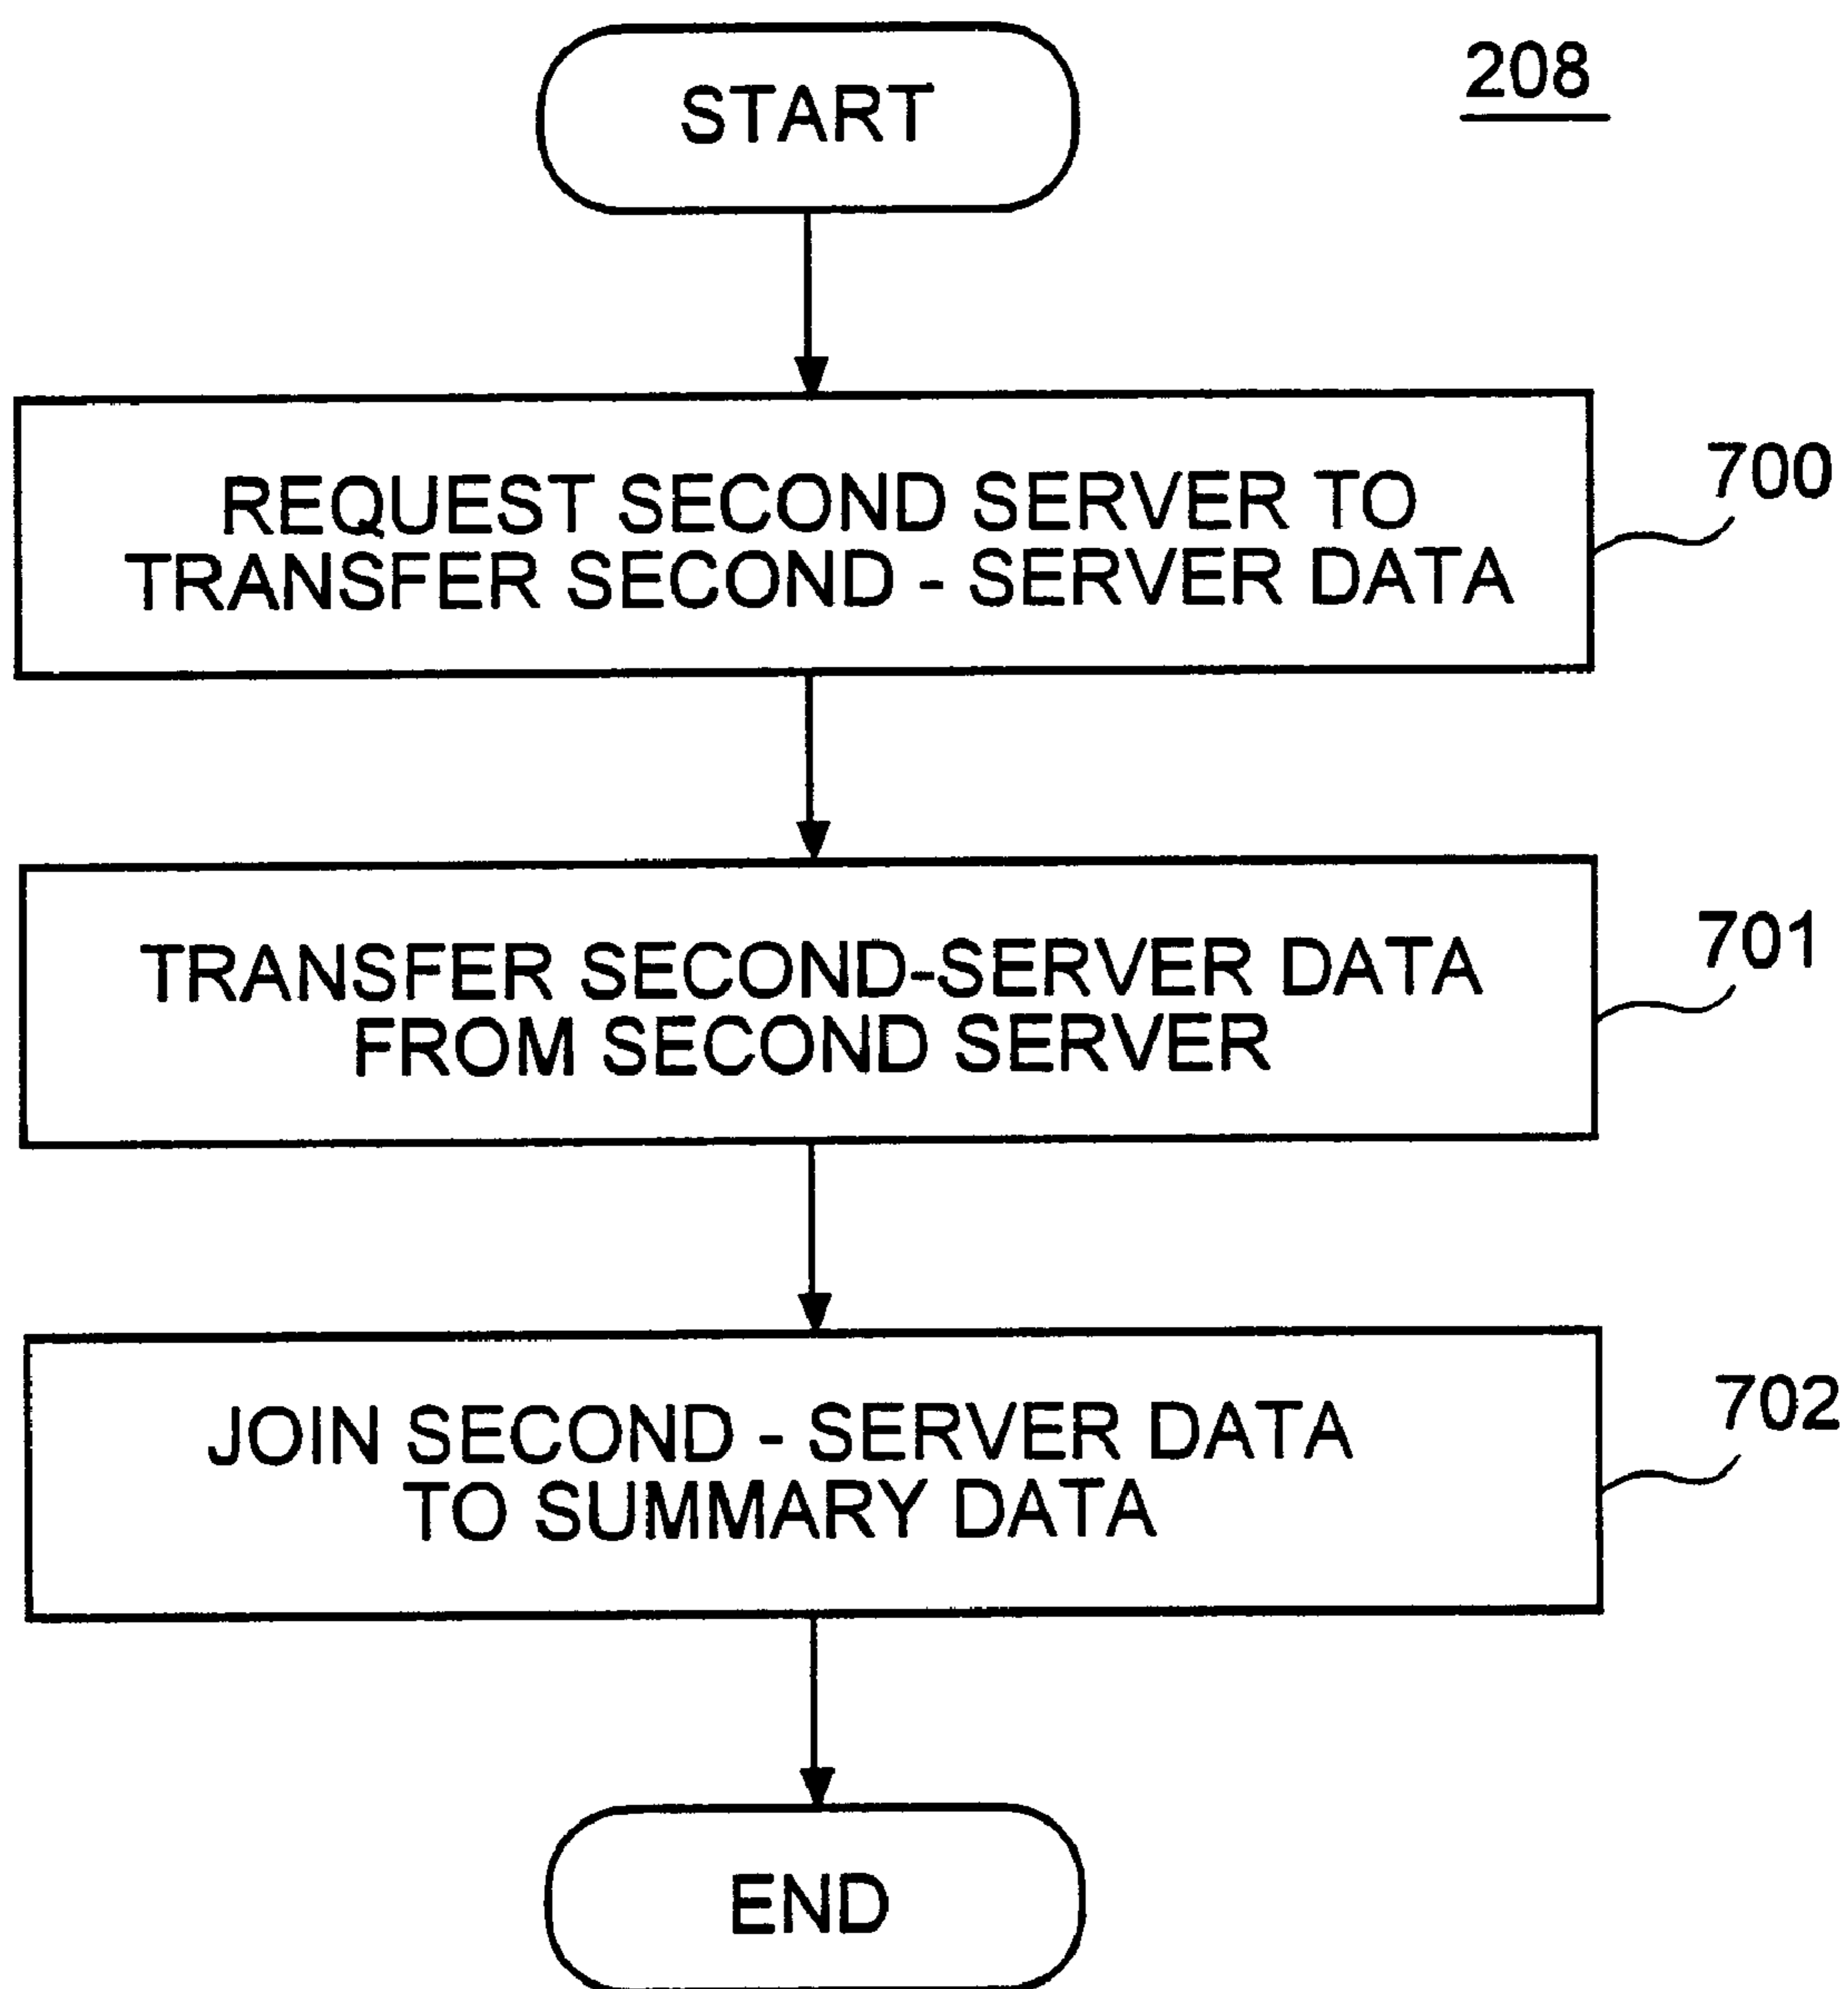 START
208
REQUEST SECOND SERVER TO
TRANSFER SECOND - SERVER DATA
700
TRANSFER SECOND-SERVER DATA
FROM SECOND SERVER
701
JOIN SECOND - SERVER DATA
TO SUMMARY DATA
702
END